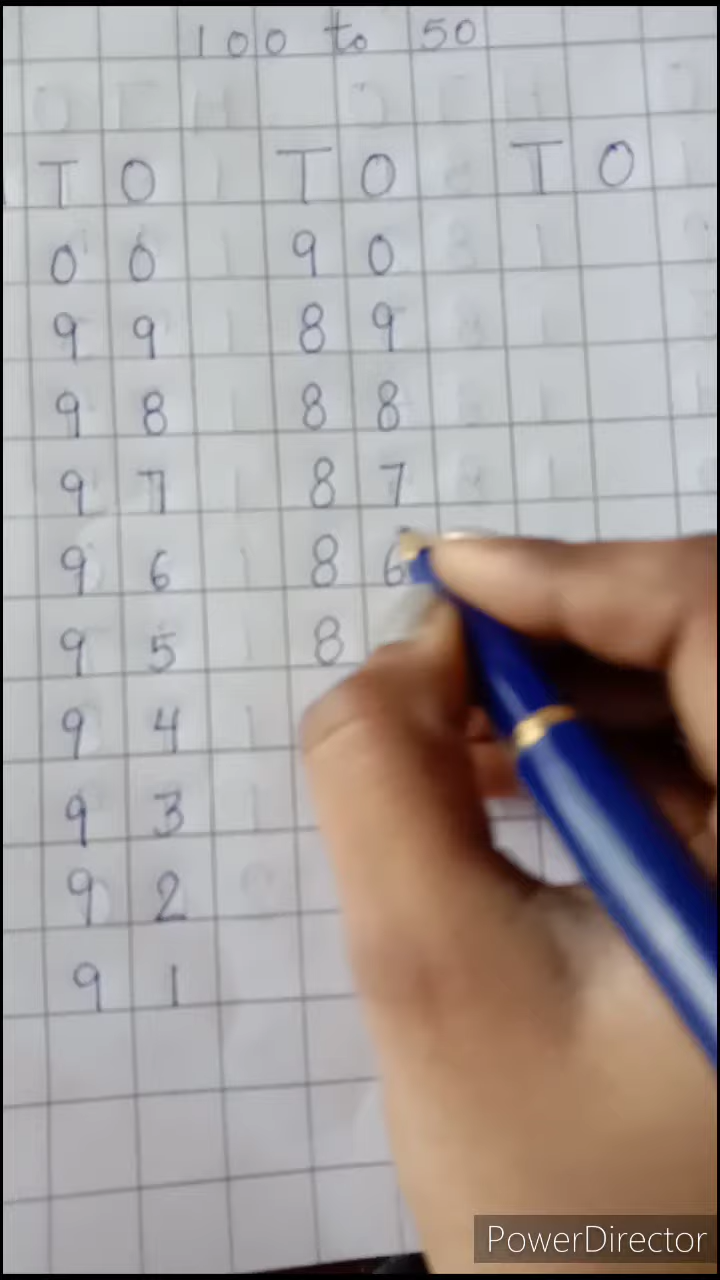 100 to 50
T O T O T O
0 0 9 0
9 9 8 9
9 8 8 8
9 7 8 7
9 6 8 6
9 5 8
9 4
9 3
9 2
9 1
PowerDirector